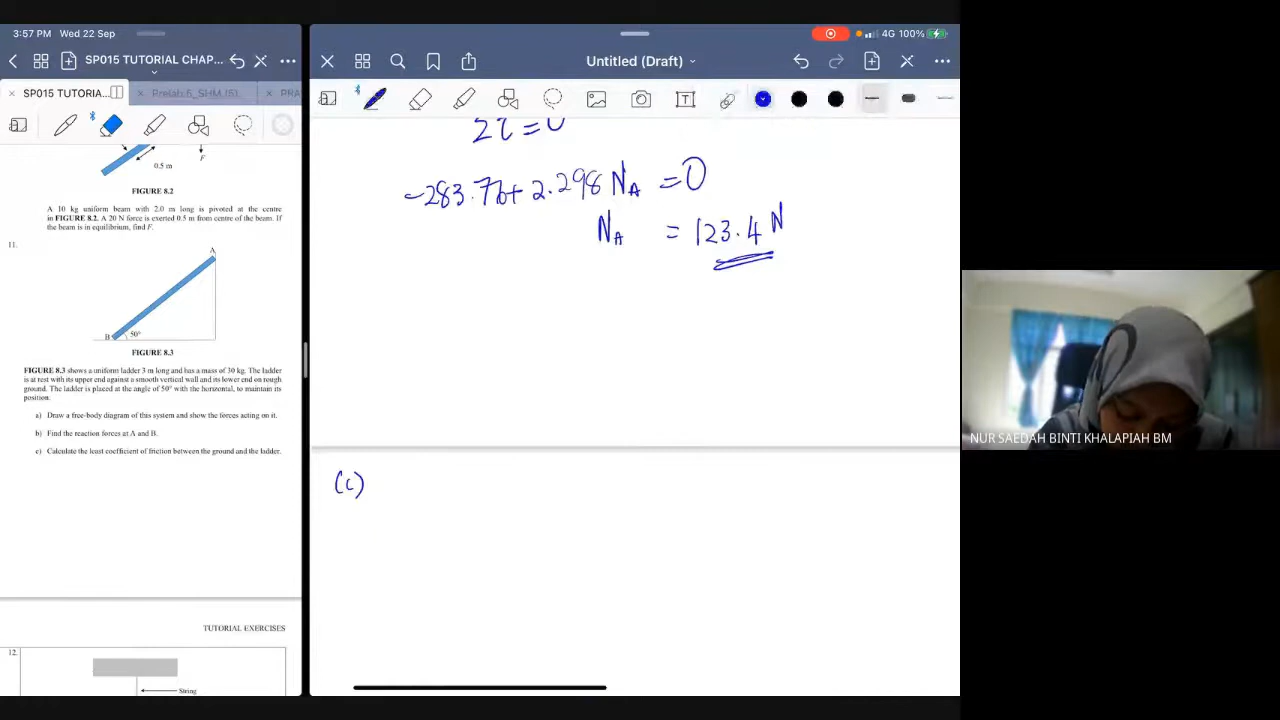 3:57 PM Wed 22 Sep
4G 100%
SP015 TUTORIAL CHAP...
Untitled (Draft)
SP015 TUTORIA...
Prelab 6_SHM (6)
PRA
0.5 m
F
FIGURE 8.2
A 10 kg uniform beam with 2.0 m long is pivoted at the centre
in FIGURE 8.2. A 20 N force is exerted 0.5 m from centre of the beam. If
the beam is in equilibrium, find F.
11.
A
B
50°
FIGURE 8.3
FIGURE 8.3 shows a uniform ladder 3 m long and has a mass of 30 kg. The ladder
is at rest with its upper end against a smooth vertical wall and its lower end on rough
ground. The ladder is placed at the angle of 50° with the horizontal, to maintain its
position.
a) Draw a free-body diagram of this system and show the forces acting on it.
b) Find the reaction forces at A and B.
c) Calculate the least coefficient of friction between the ground and the ladder.
TUTORIAL EXERCISES
12.
String
Στ = 0
+ 2.298 N_A = 0
N_A = 123.4 N
(c)
NUR SAEDAH BINTI KHALAPIAH BM